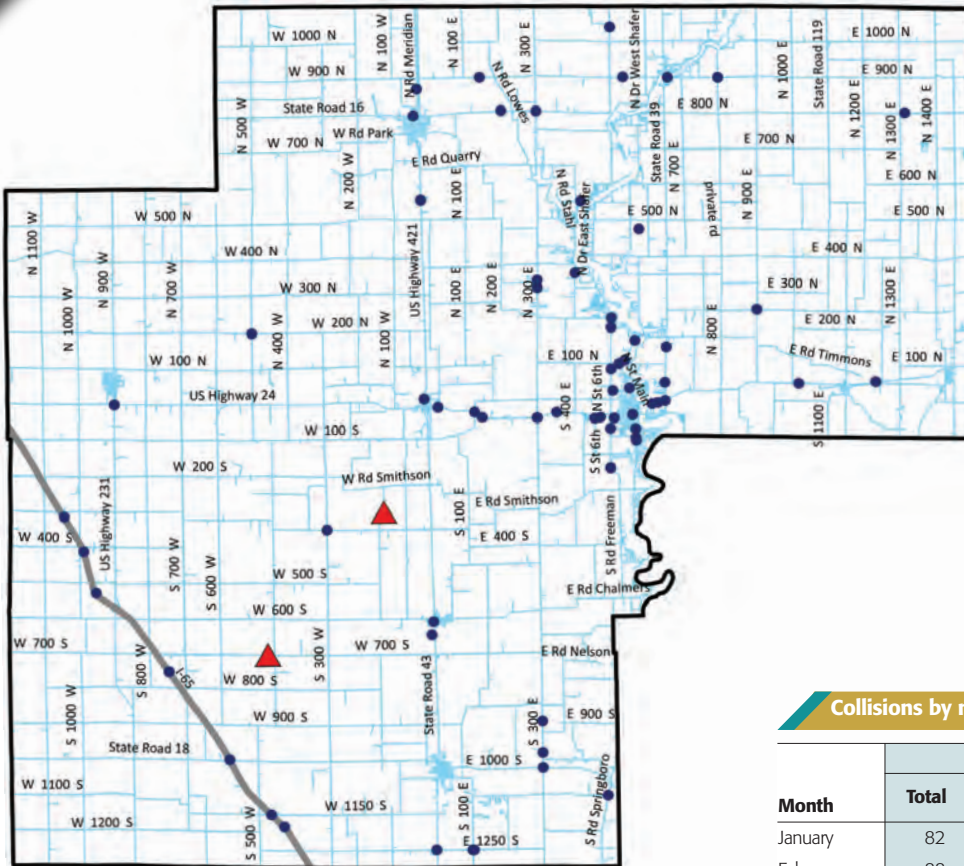 W 1000 N
N 100 W
N Rd Meridian
N 100 E
N 300 E
N Dr West Shafer
N 1000 E
State Road 119
E 1000 N
W 900 N
N Rd Lowes
E 900 N
State Road 16
State Road 39
E 800 N
N 1200 E
N 1300 E
N 1400 E
N 500 W
W Rd Park
W 700 N
E 700 N
E Rd Quarry
N 200 W
N 100 E
N Rd Stahl
N 700 E
private rd
N 900 E
E 600 N
W 500 N
E 500 N
E 500 N
N 1100 W
N Dr East Shafer
W 400 N
E 400 N
N 900 W
N 700 W
US Highway 421
N 100 E
N 200 E
N 300 E
N 1000 W
W 300 N
E 300 N
N 1300 E
N 400 W
N 100 W
W 200 N
N 800 E
E 200 N
W 100 N
E 100 N
E Rd Timmons
E 100 N
N St Main
US Highway 24
S 400 E
N St 6th
W 100 S
S 1100 E
S St 6th
W 200 S
W Rd Smithson
US Highway 231
S 100 E
E Rd Smithson
W 400 S
E 400 S
S Rd Freeman
S 700 W
S 600 W
W 500 S
E Rd Chalmers
W 600 S
W 700 S
S 800 W
S 300 W
W 700 S
E Rd Nelson
I-65
W 800 S
S 1000 W
State Road 43
W 900 S
S 300 E
E 900 S
State Road 18
E 1000 S
W 1100 S
S 500 W
W 1150 S
S 100 E
S Rd Springboro
W 1200 S
E 1250 S
Collisions by
Month Total
January 82